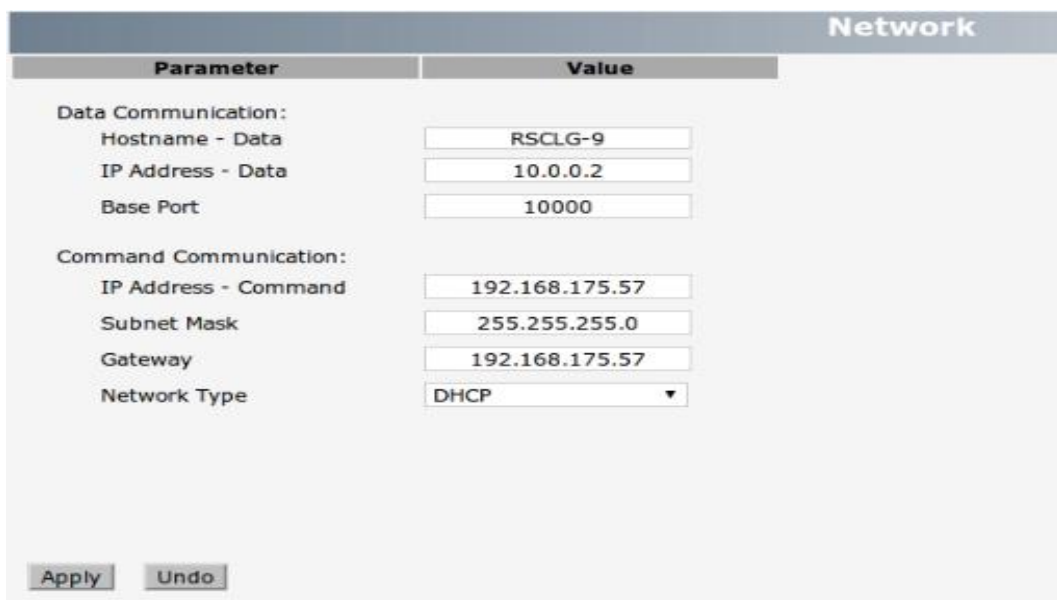 Network
Parameter Value
Data Communication:
Hostname - Data RSCLG-9
IP Address - Data 10.0.0.2
Base Port 10000
Command Communication:
IP Address - Command 192.168.175.57
Subnet Mask 255.255.255.0
Gateway 192.168.175.57
Network Type DHCP
Apply Undo